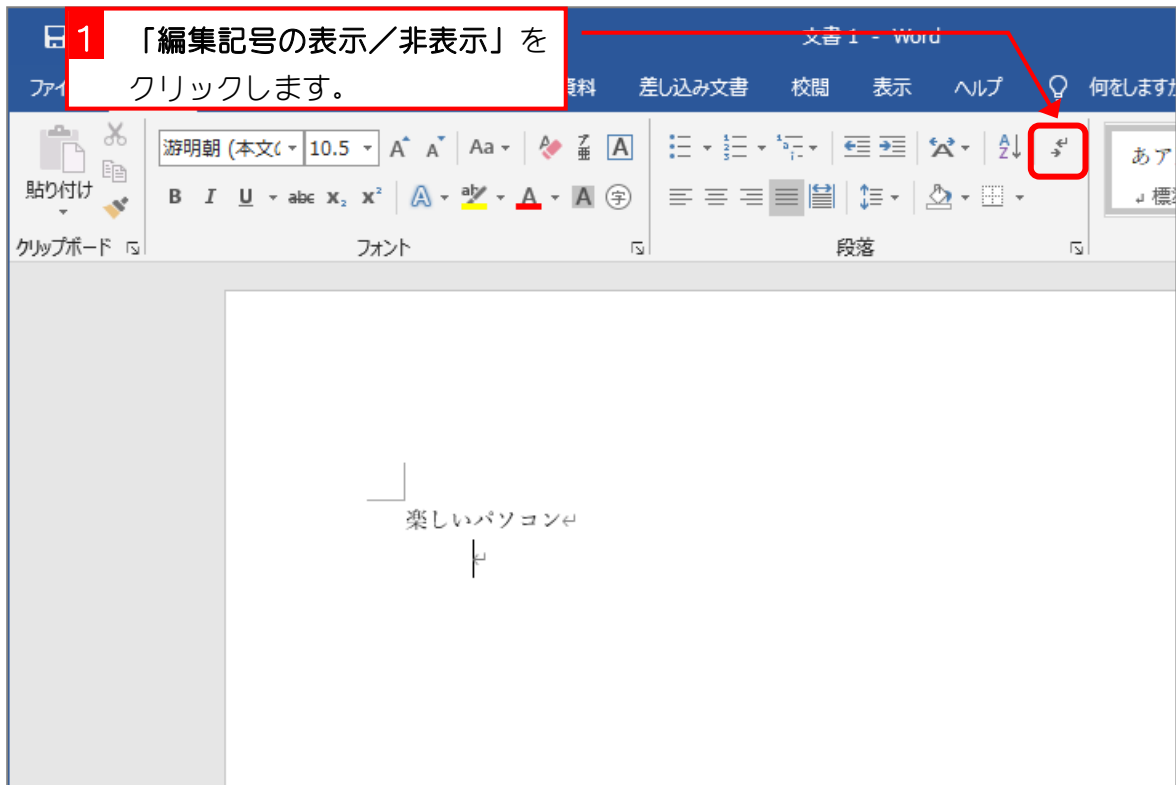 1 「編集記号の表示／非表示」を
クリックします。
文書 1 - Word
差し込み文書 校閲 表示 ヘルプ 何をします
游明朝 (本文( 10.5 A A Aa A
貼り付け
B I U abc x₂ x² A aby A A 字
あア
↲ 標
クリップボード フォント 段落
楽しいパソコン↵
↵